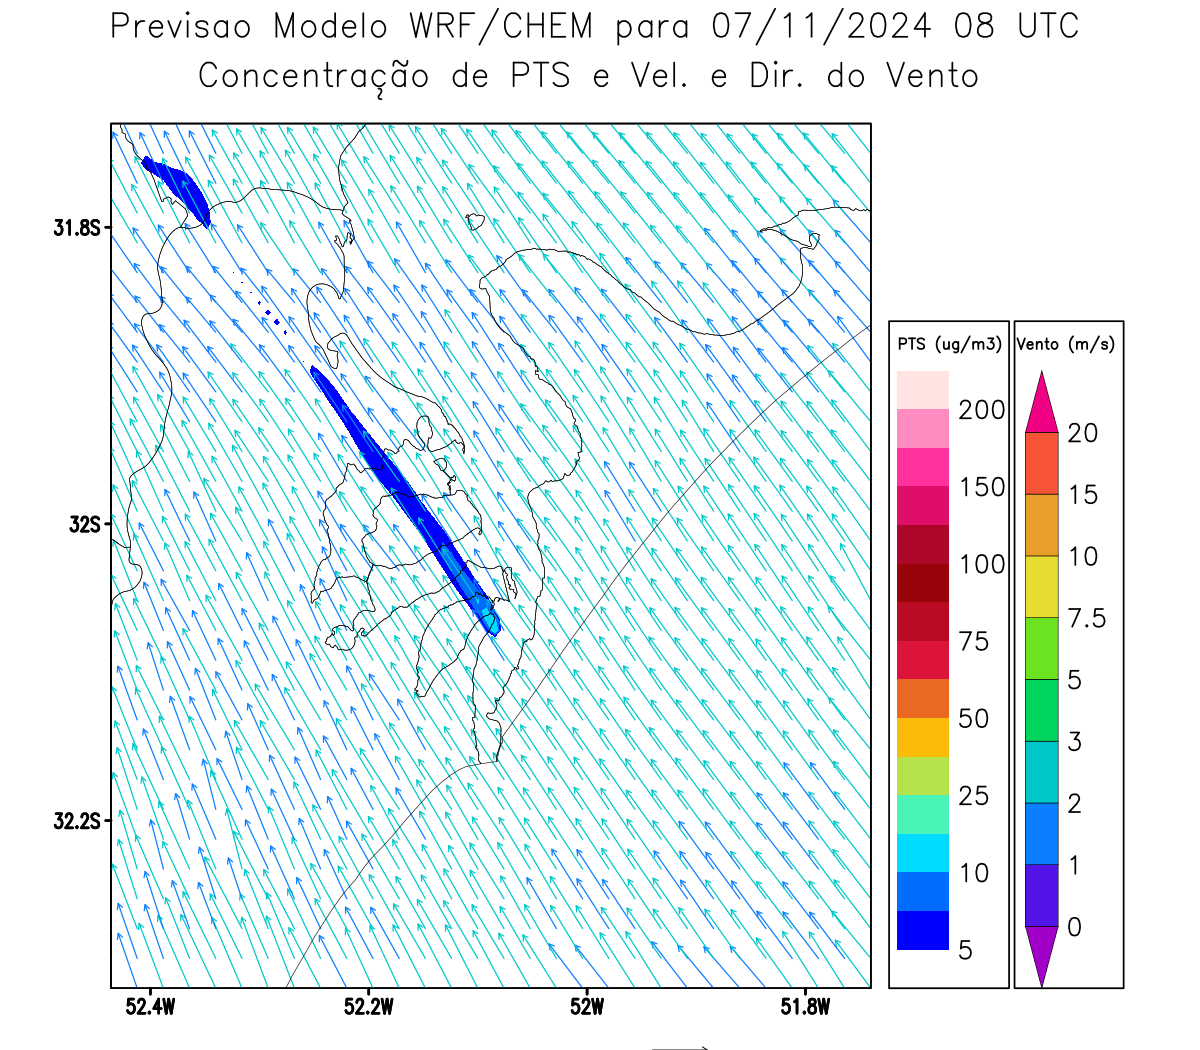 Previsao Modelo WRF/CHEM para 07/11/2024 08 UTC
Concentração de PTS e Vel. e Dir. do Vento
31.8S
32S
32.2S
52.4W 52.2W 52W 51.8W
PTS (ug/m3)
200
150
100
75
50
25
10
5
Vento (m/s)
20
15
10
7.5
5
3
2
1
0